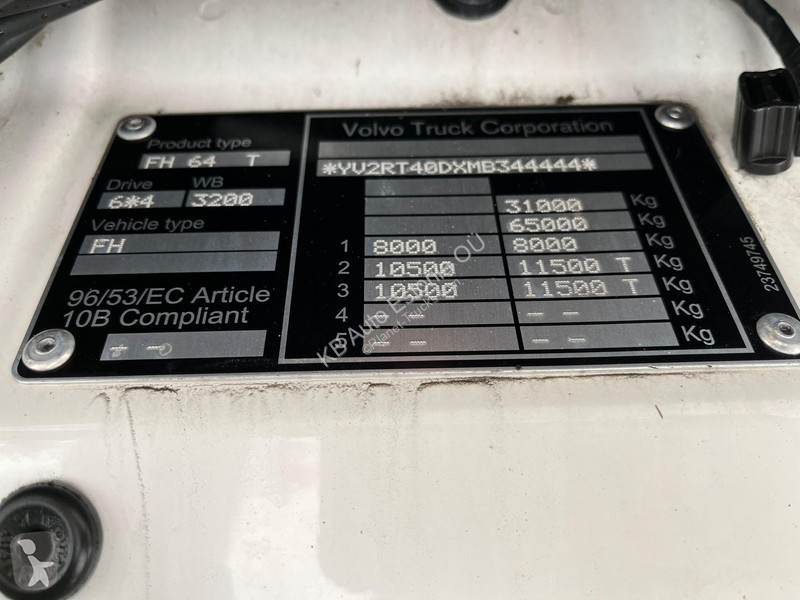 Product type
FH 64 T
Drive WB
6*4 3200
Vehicle type
FH
96/53/EC Article
10B Compliant
Volvo Truck Corporation
*YV2RT40DXMB344444*
31000 Kg
65000 Kg
1 8000 8000 Kg
2 10500 11500 T Kg
3 10500 11500 T Kg
4 - - - - Kg
5 - - - - Kg
23749745
KB Auto Eesti OÜ